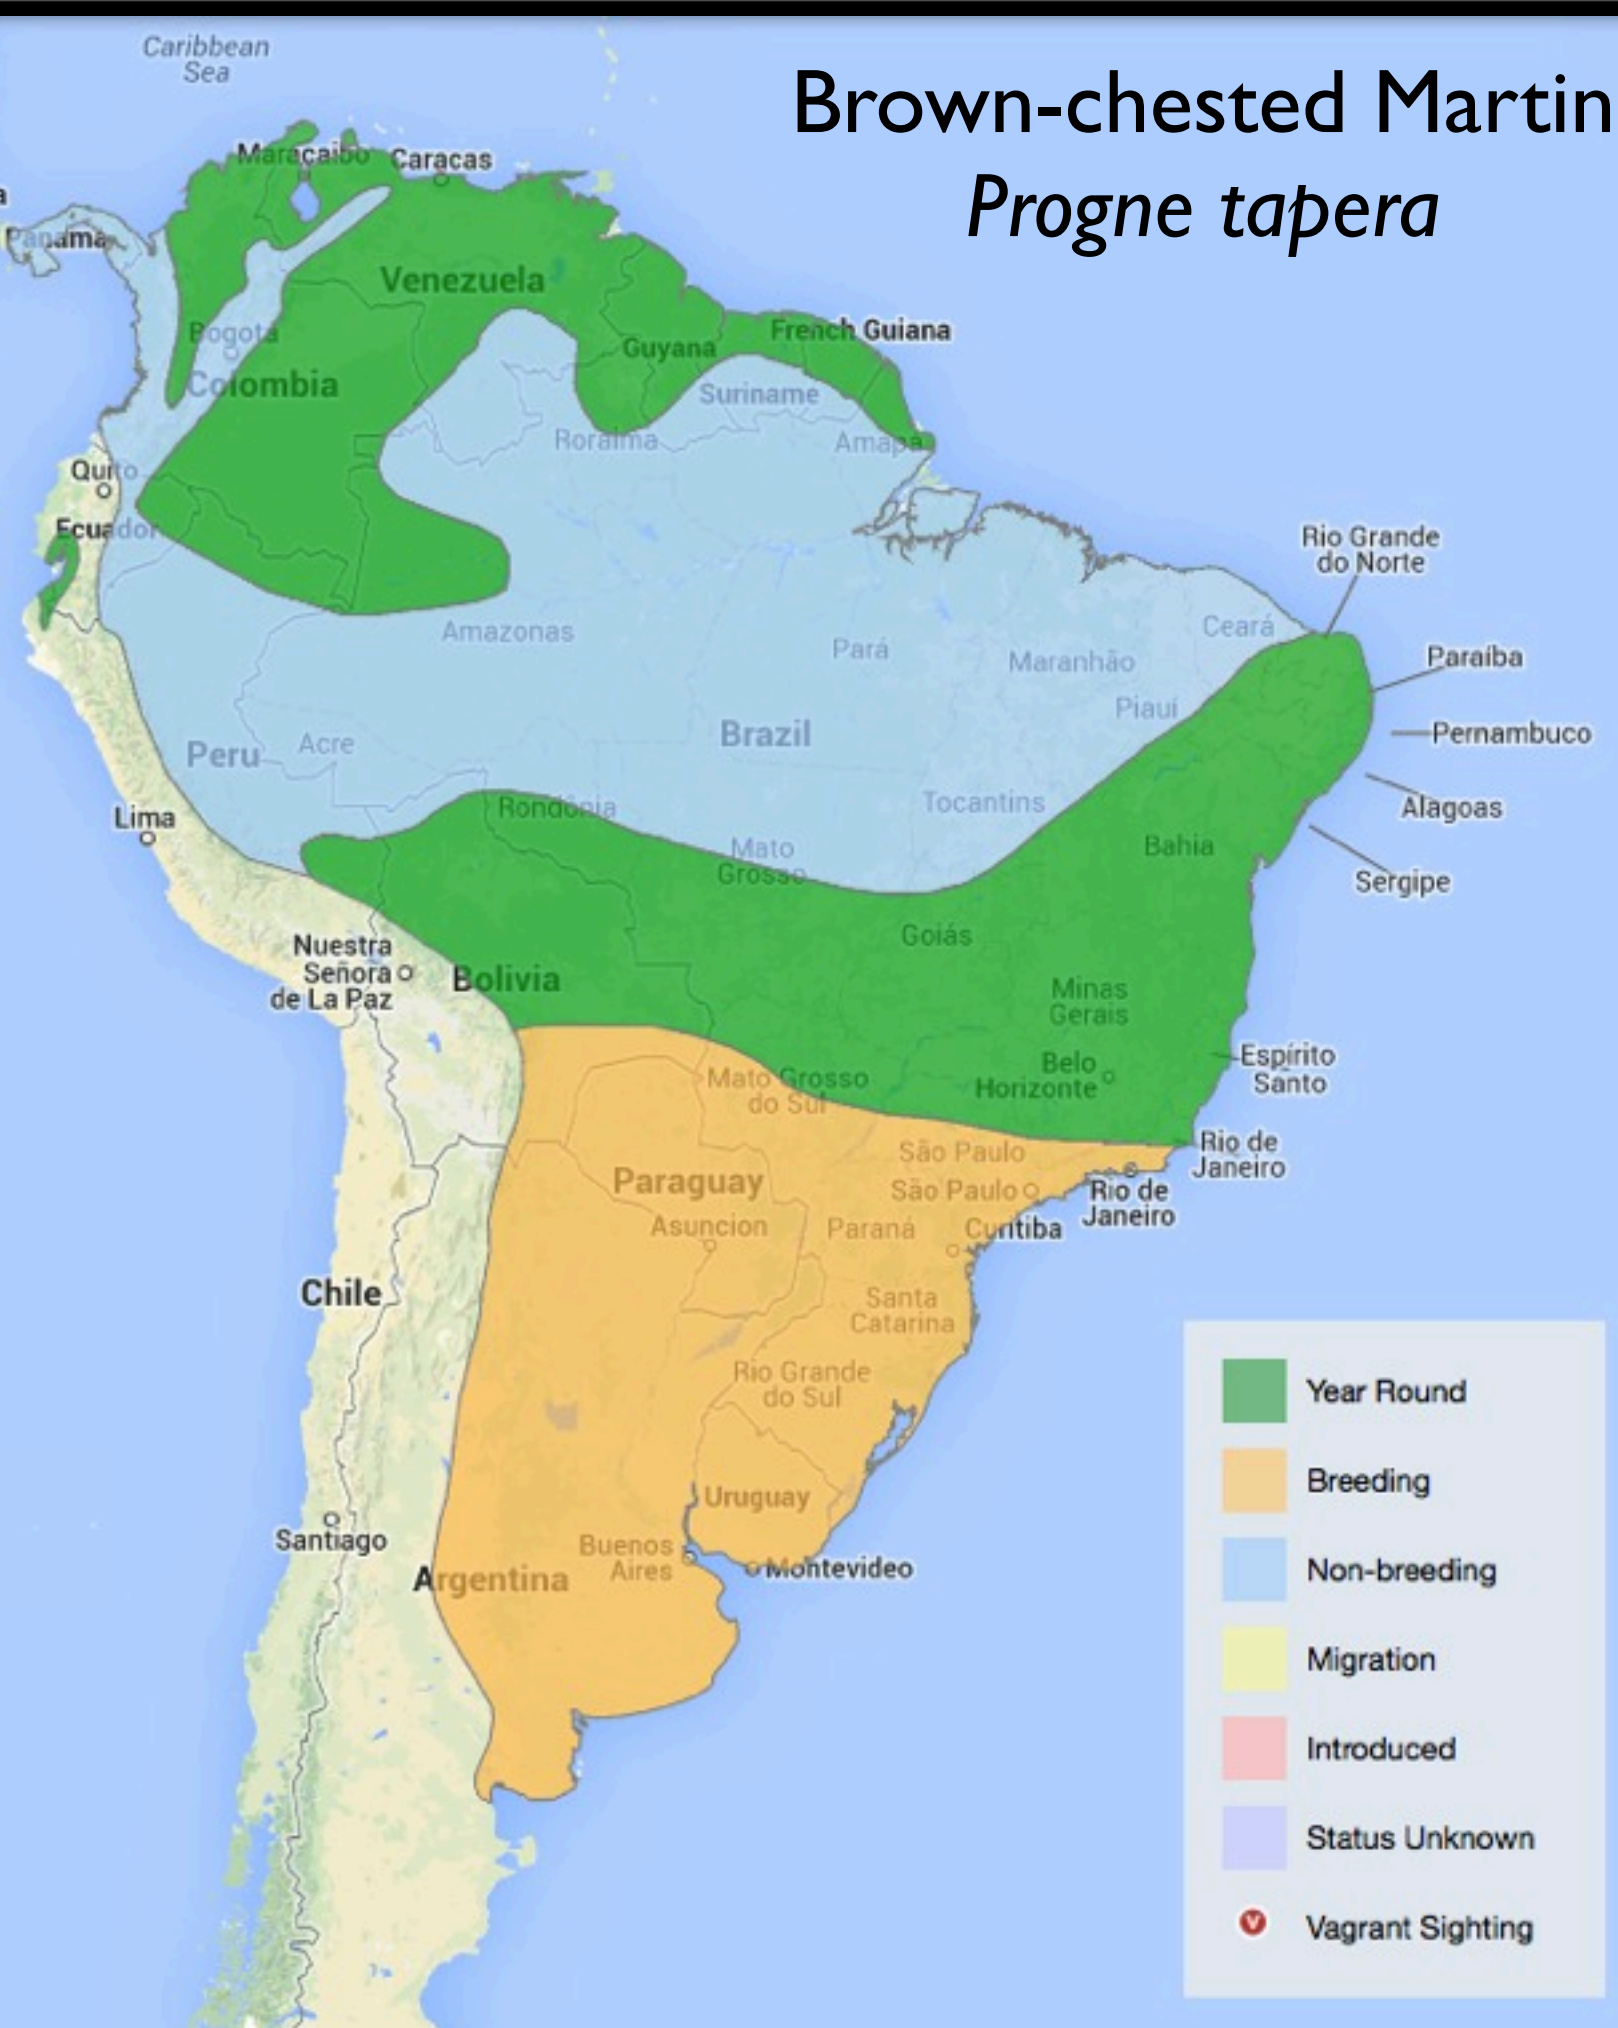 Caribbean
Sea
Brown-chested Martin
Progne tapera
Maracaibo
Caracas
a
Panama
Venezuela
French Guiana
Bogota
Guyana
Colombia
Suriname
Roraima
Amapá
Quito
Ecuador
Rio Grande
do Norte
Amazonas
Ceará
Pará
Maranhão
Paraíba
Piauí
Brazil
Pernambuco
Peru
Acre
Rondônia
Tocantins
Alagoas
Lima
Mato
Grosso
Bahia
Sergipe
Goiás
Nuestra
Señora
de La Paz
Bolivia
Minas
Gerais
Espírito
Santo
Belo
Horizonte
Mato Grosso
do Sul
São Paulo
Rio de
Janeiro
Paraguay
São Paulo
Rio de
Janeiro
Asuncion
Paraná
Curitiba
Chile
Santa
Catarina
Rio Grande
do Sul
Uruguay
Santiago
Buenos
Aires
Montevideo
Argentina
Year Round
Breeding
Non-breeding
Migration
Introduced
Status Unknown
V
Vagrant Sighting